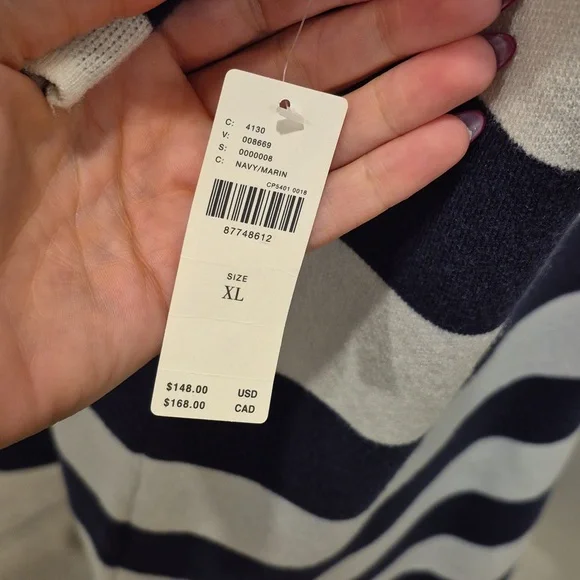 C: 4130
V: 008669
S: 0000008
C: NAVY/MARIN
CP5401 0018
87748612
SIZE
XL
$148.00 USD
$168.00 CAD